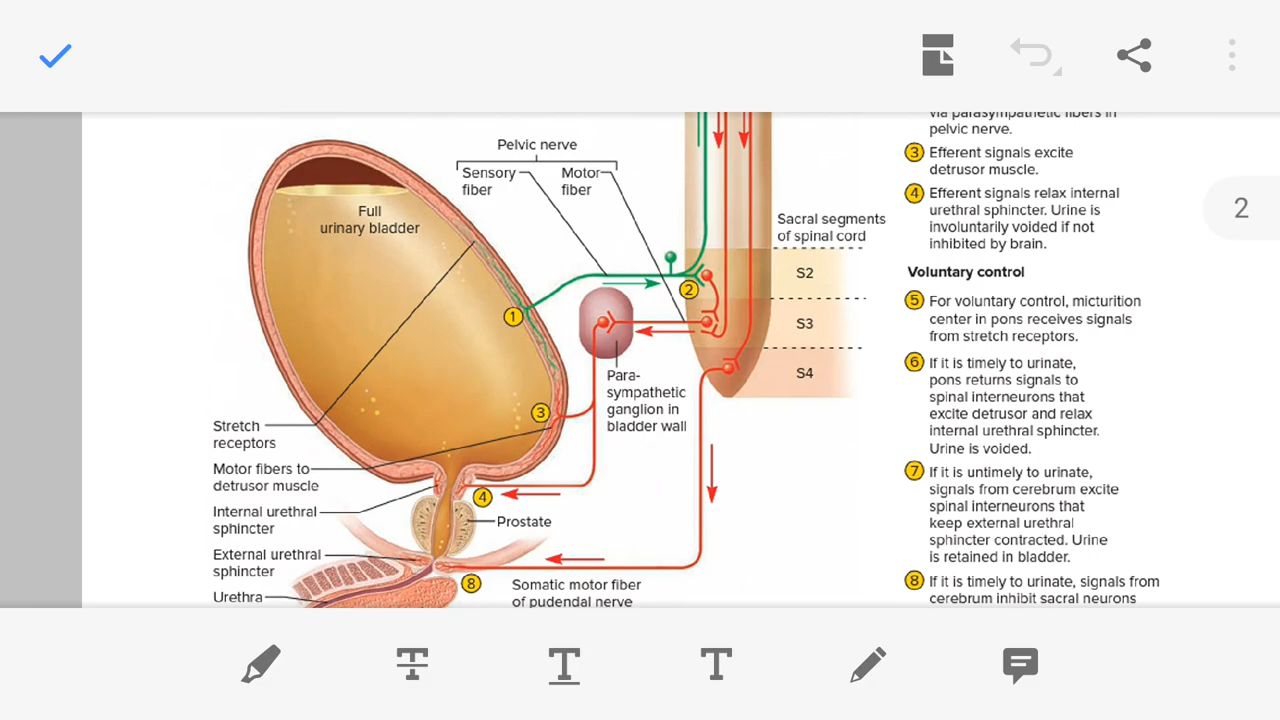 via parasympathetic fibers in
pelvic nerve.
3 Efferent signals excite
detrusor muscle.
4 Efferent signals relax internal
urethral sphincter. Urine is
involuntarily voided if not
inhibited by brain.
Voluntary control
5 For voluntary control, micturition
center in pons receives signals
from stretch receptors.
6 If it is timely to urinate,
pons returns signals to
spinal interneurons that
excite detrusor and relax
internal urethral sphincter.
Urine is voided.
7 If it is untimely to urinate,
signals from cerebrum excite
spinal interneurons that
keep external urethral
sphincter contracted. Urine
is retained in bladder.
8 If it is timely to urinate, signals from
cerebrum inhibit sacral neurons
2
Pelvic nerve
Sensory
fiber
Motor
fiber
Full
urinary bladder
Sacral segments
of spinal cord
S2
S3
S4
1
2
3
4
8
Para-
sympathetic
ganglion in
bladder wall
Stretch
receptors
Motor fibers to
detrusor muscle
Internal urethral
sphincter
Prostate
External urethral
sphincter
Urethra
Somatic motor fiber
of pudendal nerve
T
T
T